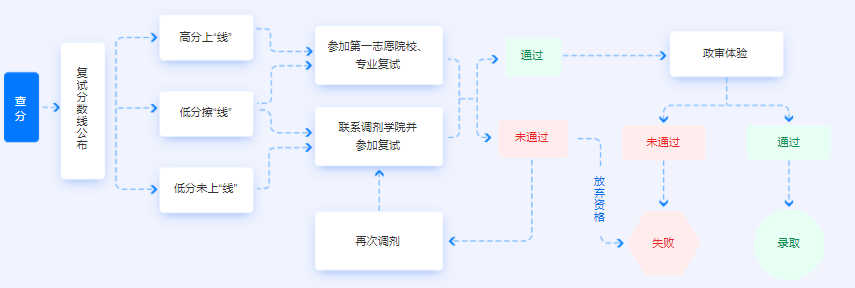 查
分
复试分数线公布
高分上“线”
低分擦“线”
低分未上“线”
参加第一志愿院校、
专业复试
联系调剂学院并
参加复试
再次调剂
通过
未通过
放弃资格
政审体验
未通过
通过
失败
录取